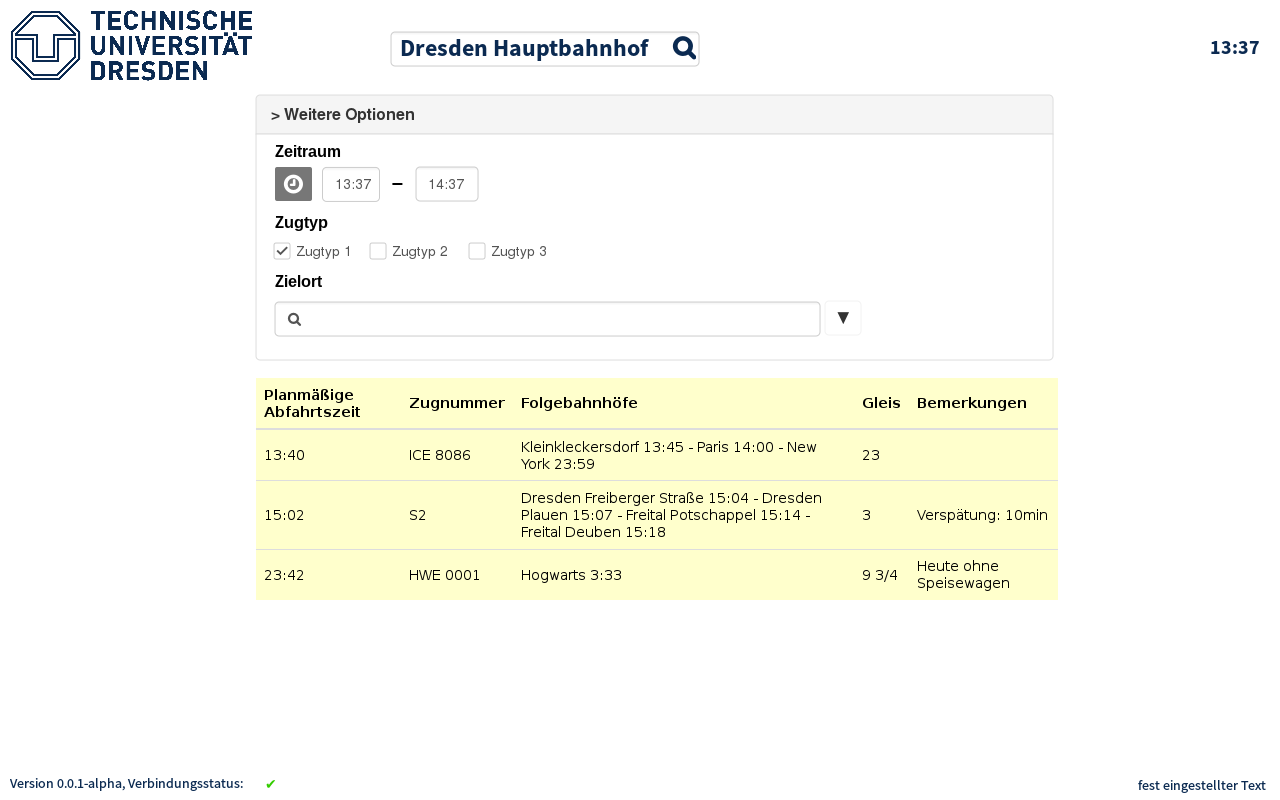 TECHNISCHE
UNIVERSITÄT
DRESDEN
Dresden Hauptbahnhof
13:37
> Weitere Optionen
Zeitraum
13:37 – 14:37
Zugtyp
Zugtyp 1 Zugtyp 2 Zugtyp 3
Zielort
Planmäßige
Abfahrtszeit
Zugnummer
Folgebahnhöfe
Gleis
Bemerkungen
13:40
ICE 8086
Kleinkleckersdorf 13:45 - Paris 14:00 - New
York 23:59
23
15:02
S2
Dresden Freiberger Straße 15:04 - Dresden
Plauen 15:07 - Freital Potschappel 15:14 -
Freital Deuben 15:18
3
Verspätung: 10min
23:42
HWE 0001
Hogwarts 3:33
9 3/4
Heute ohne
Speisewagen
Version 0.0.1-alpha, Verbindungsstatus: ✔
fest eingestellter Text